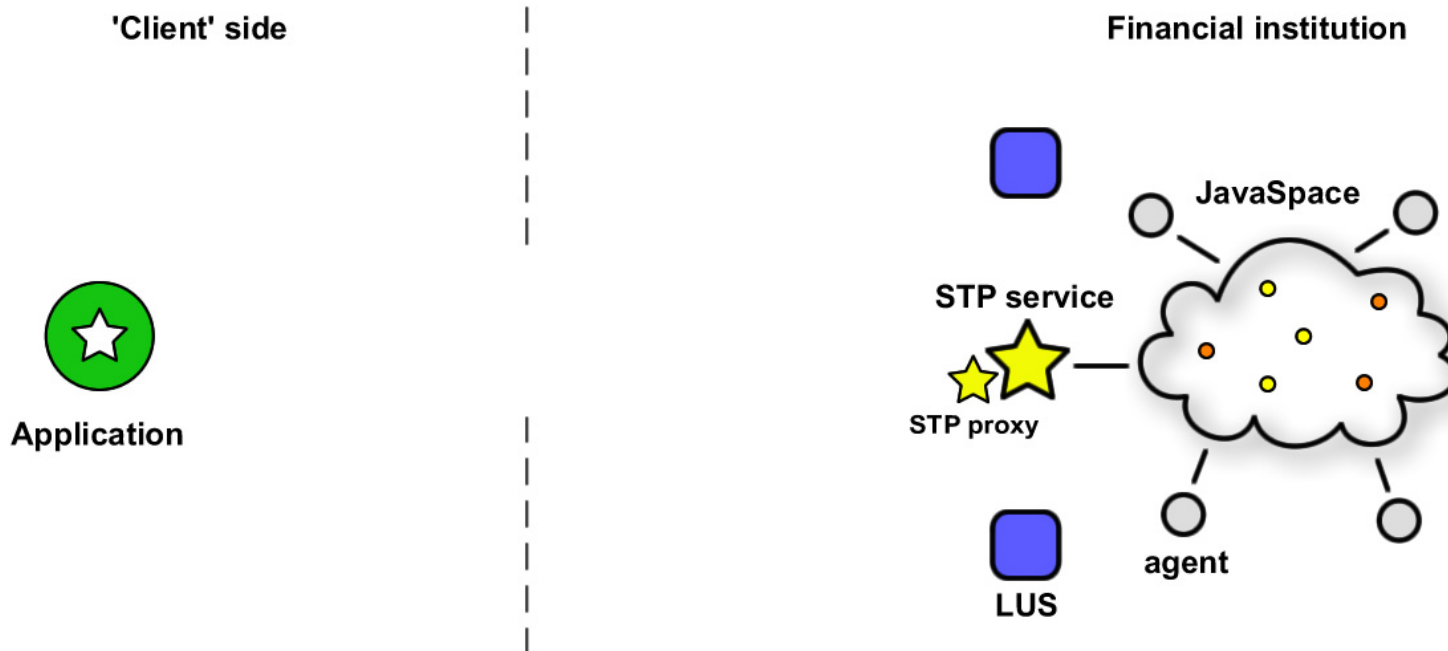 'Client' side
Financial institution
JavaSpace
STP service
STP proxy
Application
agent
LUS